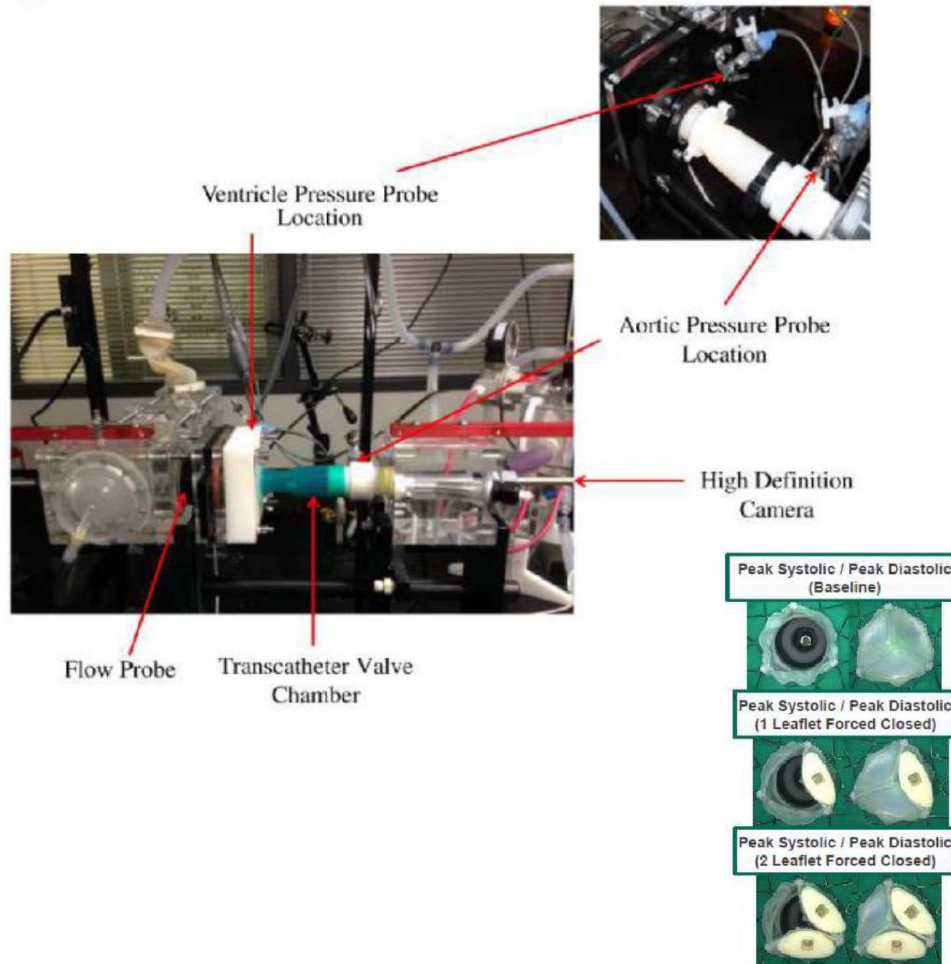 Ventricle Pressure Probe
Location
Aortic Pressure Probe
Location
High Definition
Camera
Flow Probe
Transcatheter Valve
Chamber
Peak Systolic / Peak Diastolic
(Baseline)
Peak Systolic / Peak Diastolic
(1 Leaflet Forced Closed)
Peak Systolic / Peak Diastolic
(2 Leaflet Forced Closed)